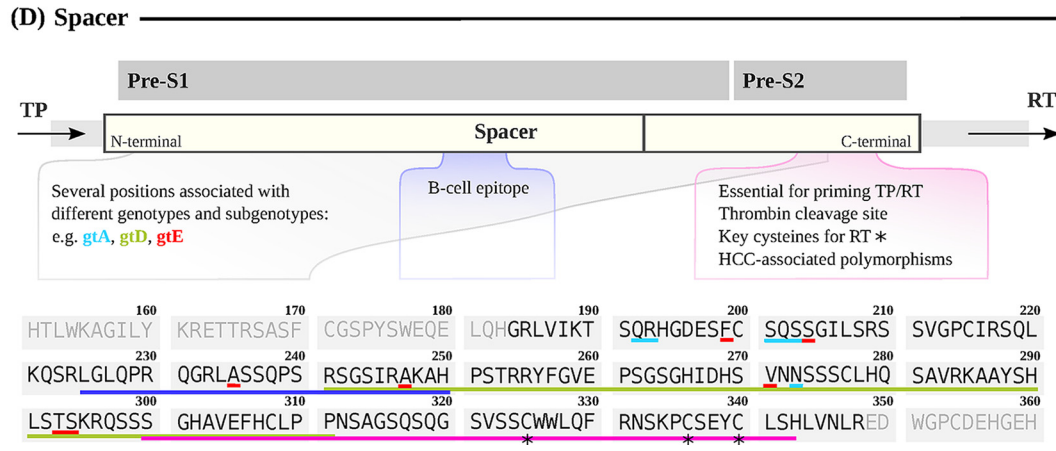 (D) Spacer
Pre-S1 Pre-S2
TP RT
N-terminal Spacer C-terminal
Several positions associated with
different genotypes and subgenotypes:
e.g. gtA, gtD, gtE
B-cell epitope
Essential for priming TP/RT
Thrombin cleavage site
Key cysteines for RT *
HCC-associated polymorphisms
160 170 180 190 200 210 220
HTLWKAGILY KRETTRSASF CGSPYSWEQE LQHGRLVIKT SQRHGDESFC SQSSGILSRS SVGPCIRSQL
230 240 250 260 270 280 290
KQSRLGLQPR QGRLASSQPS RSGSIRAKAH PSTRRYFGVE PSGSGHIDHS VNNSSSCLHQ SAVRKAAYSH
300 310 320 330 340 350 360
LSTSKRQSSS GHAVEFHCLP PNSAGSQSQG SVSSCWWLQF RNSKPCSEYC LSHLVNLRED WGPCDEHGEH
* * *